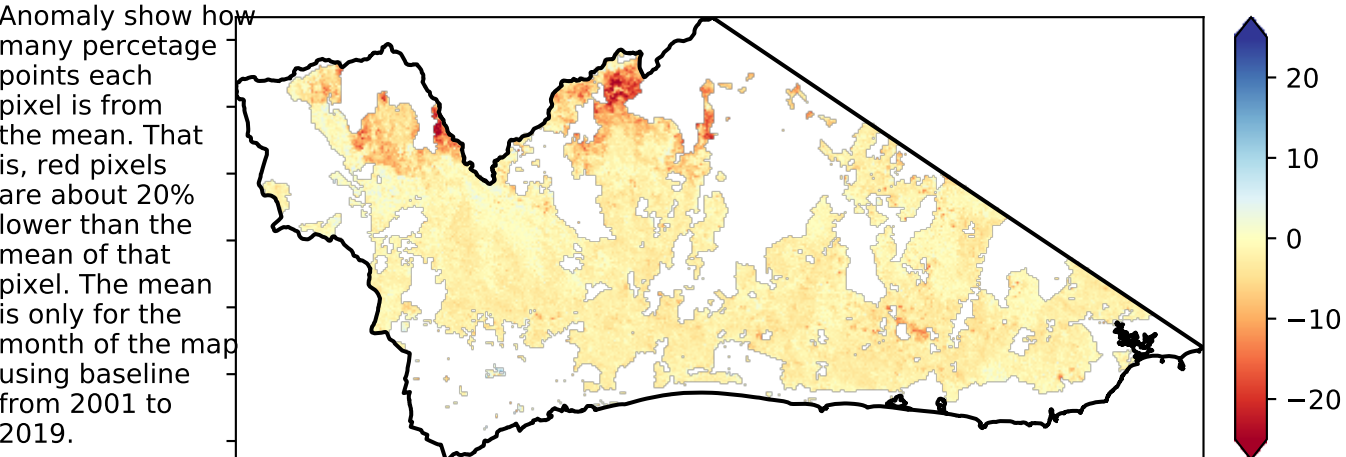 Anomaly show how
many percetage
points each
pixel is from
the mean. That
is, red pixels
are about 20%
lower than the
mean of that
pixel. The mean
is only for the
month of the map
using baseline
from 2001 to
2019.
20
10
0
−10
−20